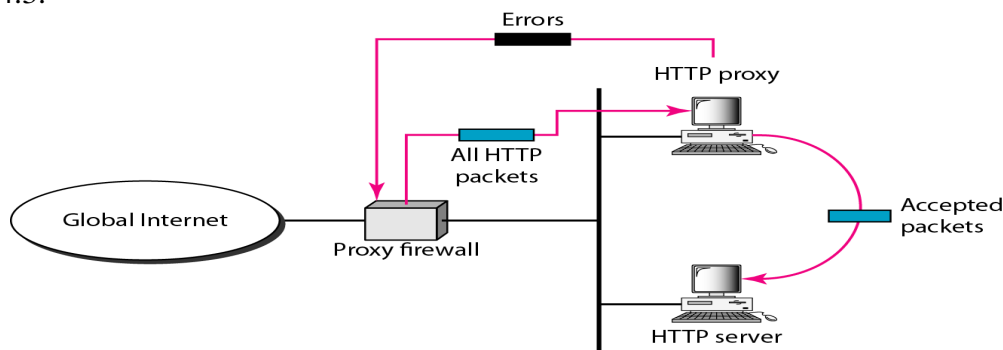 Errors
HTTP proxy
All HTTP
packets
Global Internet
Accepted
packets
Proxy firewall
HTTP server